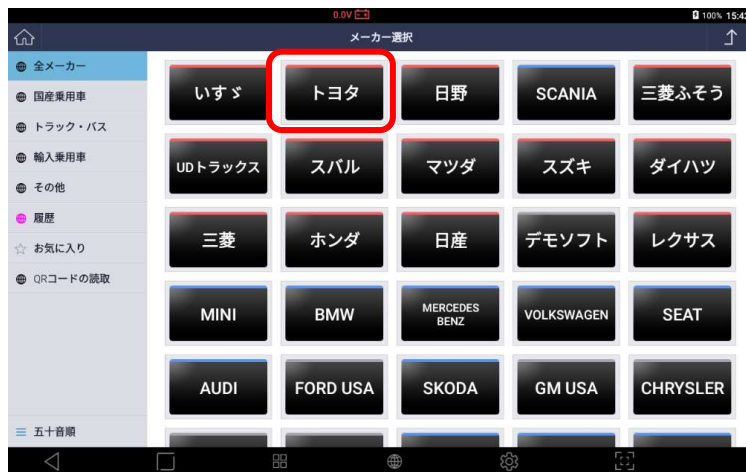 0.0V
100% 15:42
メーカー選択
全メーカー
国産乗用車
トラック・バス
輸入乗用車
その他
履歴
お気に入り
QRコードの読取
五十音順
いすゞ トヨタ 日野 SCANIA 三菱ふそう
UDトラックス スバル マツダ スズキ ダイハツ
三菱 ホンダ 日産 デモソフト レクサス
MINI BMW MERCEDES BENZ VOLKSWAGEN SEAT
AUDI FORD USA SKODA GM USA CHRYSLER